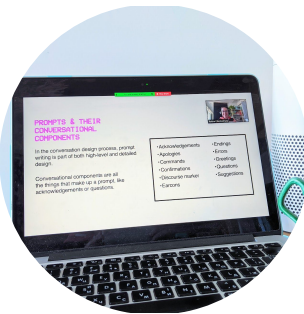 PROMPTS & THEIR
CONVERSATIONAL
COMPONENTS
In the conversation design process, prompt
writing is part of both high-level and detailed
design.
Conversational components are all
the things that make up a prompt, like
acknowledgements or questions.
•Acknowledgements
•Apologies
•Commands
•Confirmations
•Discourse market
•Earcons
•Endings
•Errors
•Greetings
•Questions
•Suggestions